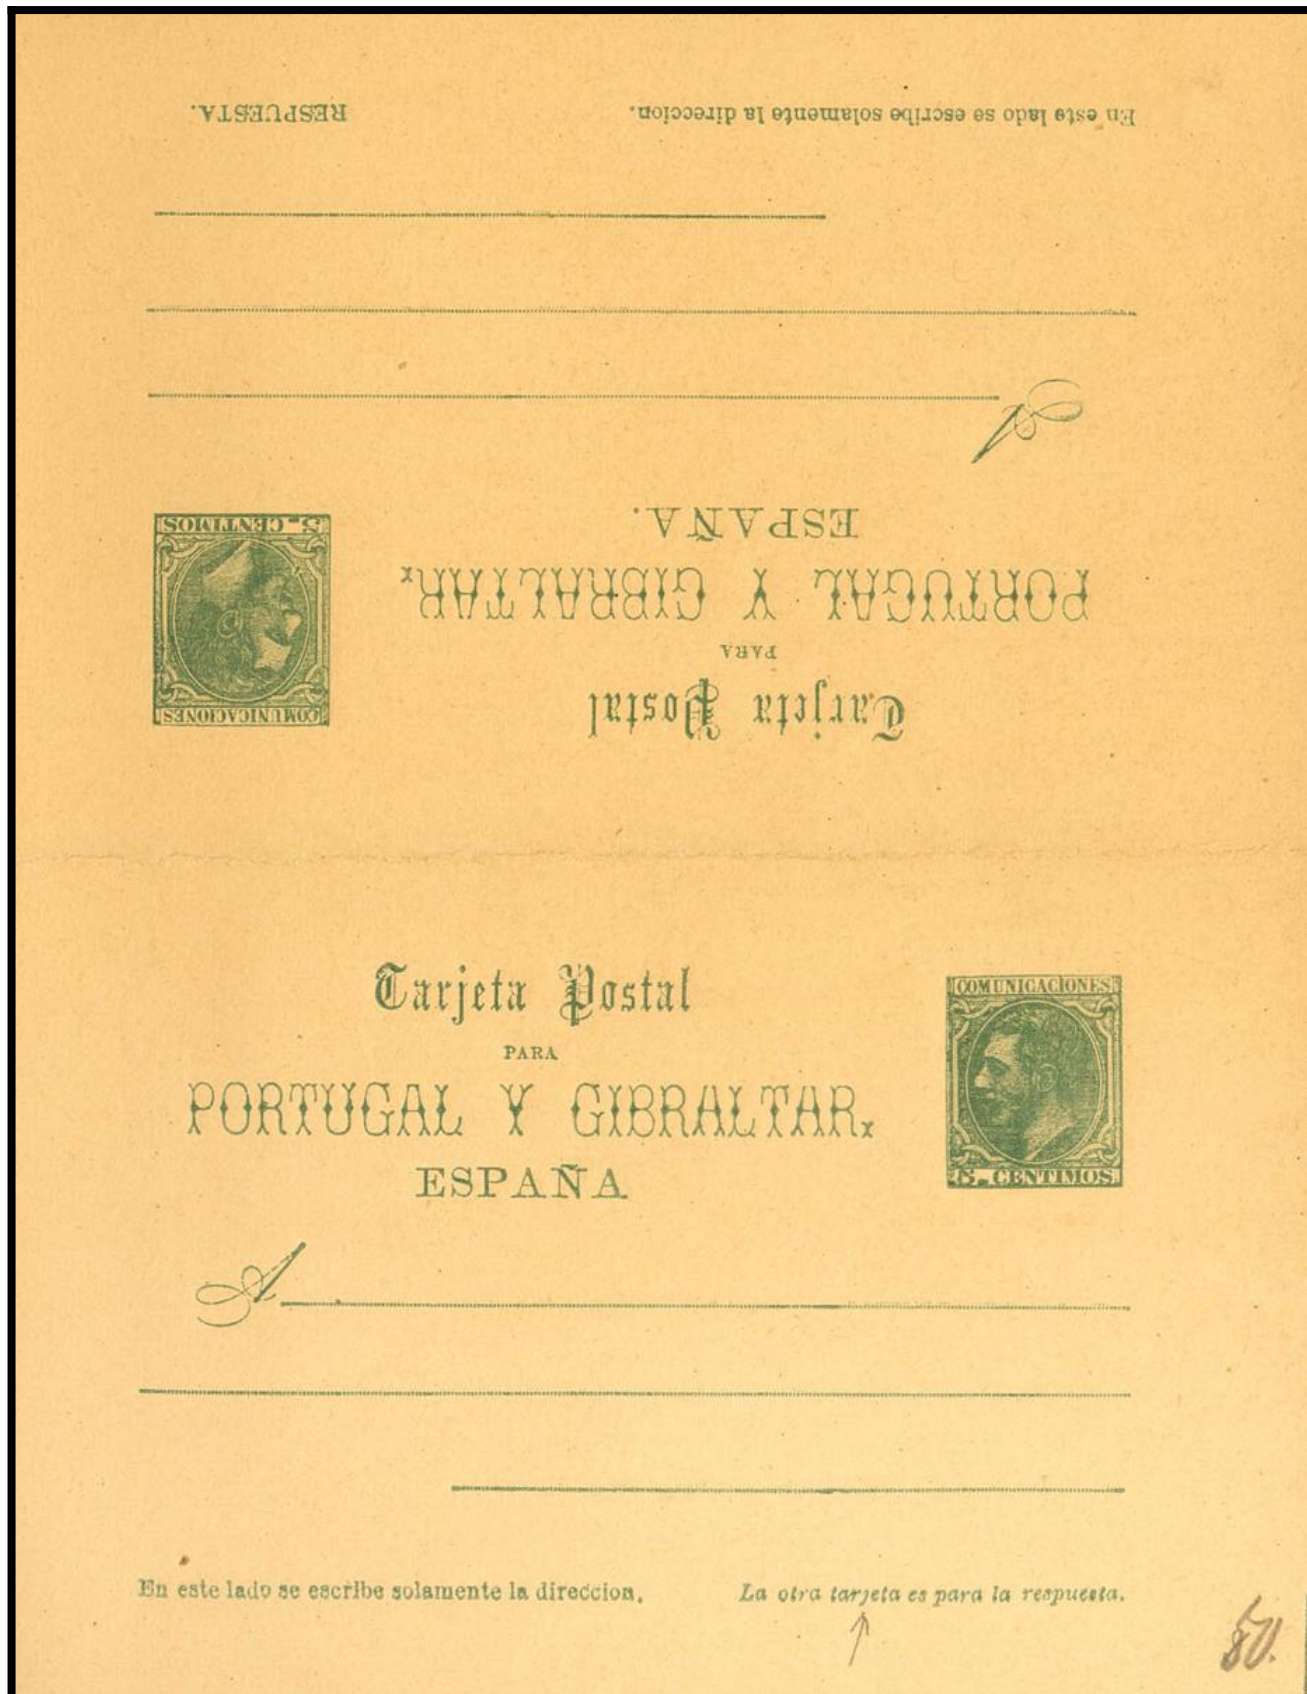 RESPUESTA.
En este lado se escribe solamente la direccion.
A
ESPAÑA.
PORTUGAL Y GIBRALTAR.
PARA
Tarjeta Postal
COMUNICACIONES
5 CENTIMOS
Tarjeta Postal
PARA
PORTUGAL Y GIBRALTAR.
ESPAÑA
COMUNICACIONES
5 CENTIMOS
A
En este lado se escribe solamente la direccion.
La otra tarjeta es para la respuesta.